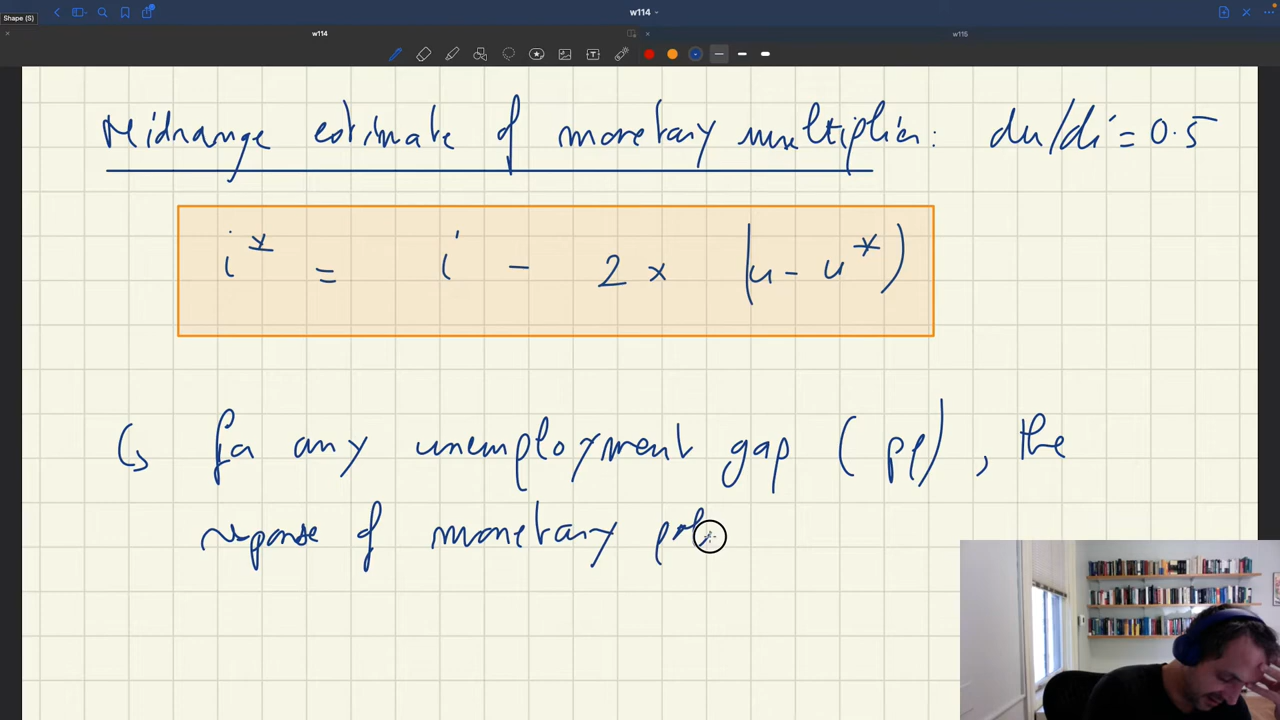 w114
Shape (S)
w114
w115
Midrange estimate of monetary multiplier: du/di = 0.5
i* = i - 2 x (u - u*)
↳ for any unemployment gap (pp), the
response of monetary pol